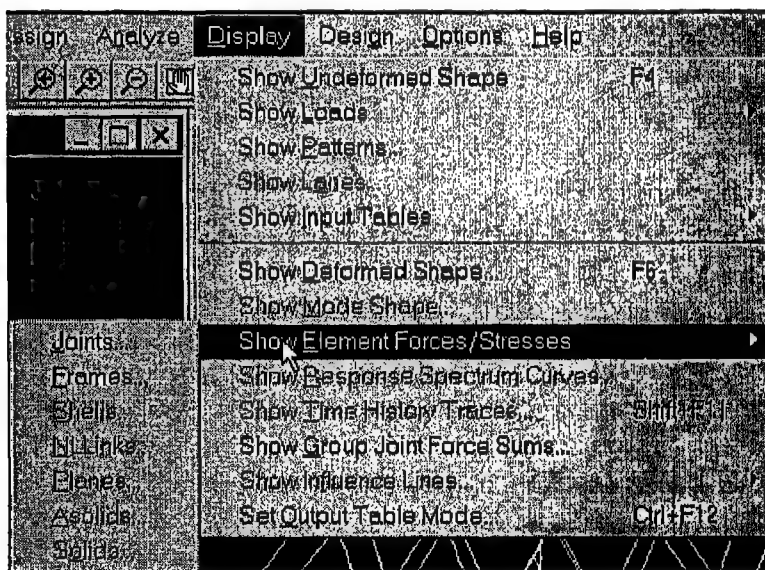 ssign Analyze Display Design Options Help
Show Undeformed Shape F4
Show Loads
Show Patterns...
Show Lanes...
Show Input Tables
Show Deformed Shape... F6
Show Mode Shape...
Show Element Forces/Stresses
Show Response Spectrum Curves...
Show Time History Traces... Shift+F11
Show Group Joint Force Sums...
Show Influence Lines...
Set Output Table Mode... Ctrl+F12
Joints...
Frames...
Shells...
NLLinks...
Planes...
Asolids...
Solids...